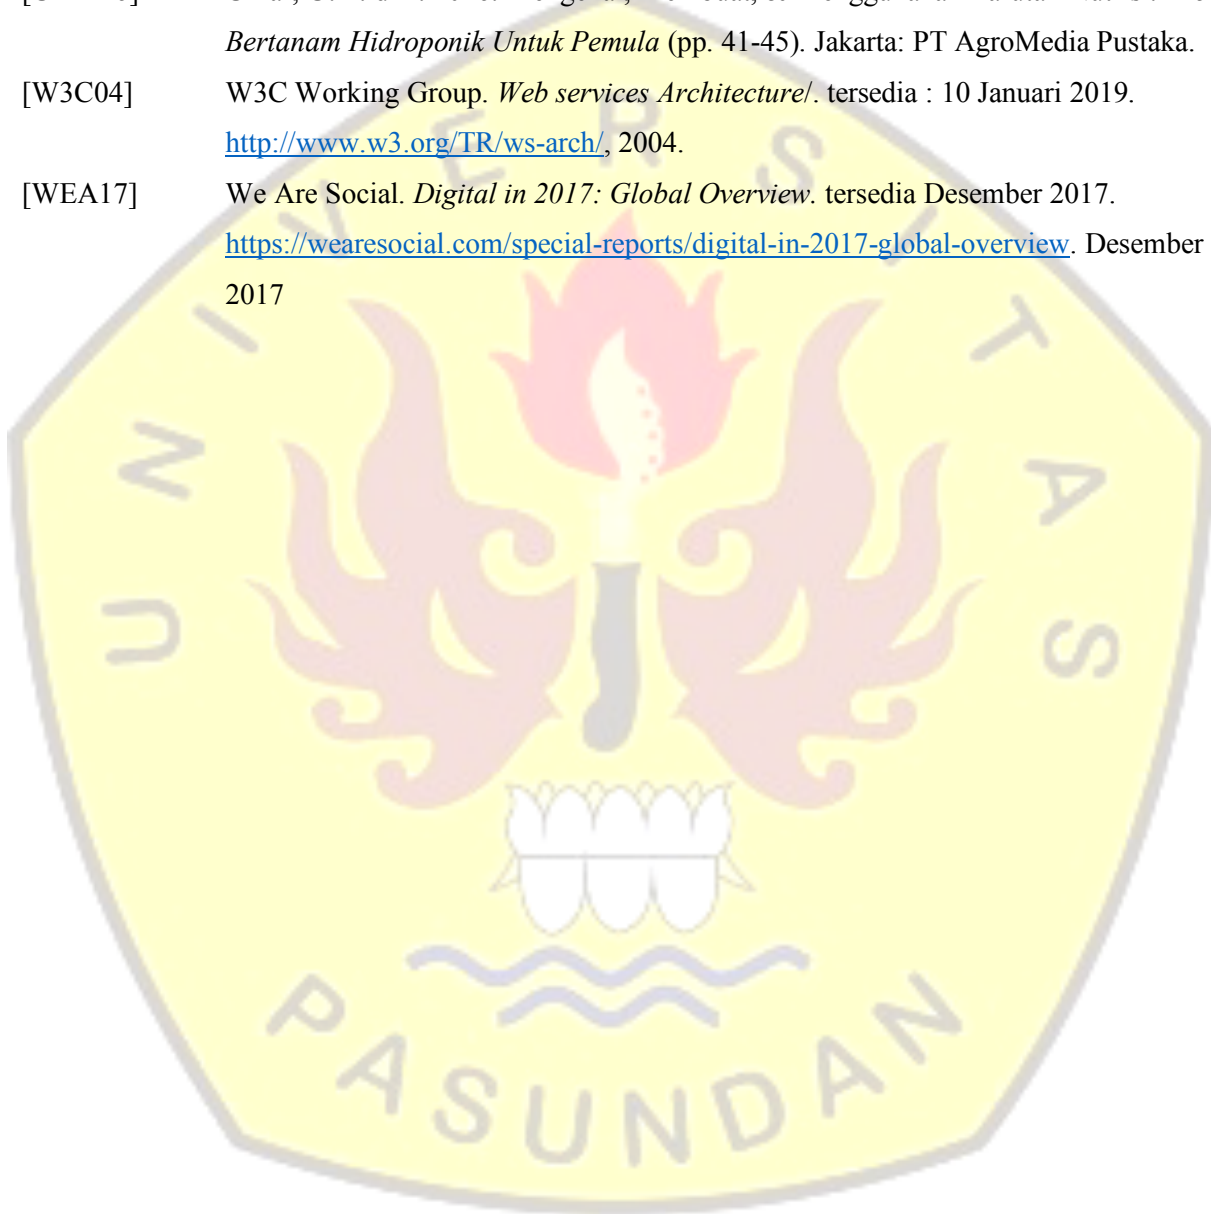 Bertanam Hidroponik Untuk Pemula (pp. 41-45). Jakarta: PT AgroMedia Pustaka.
[W3C04] W3C Working Group. Web services Architecture/. tersedia : 10 Januari 2019.
http://www.w3.org/TR/ws-arch/, 2004.
[WEA17] We Are Social. Digital in 2017: Global Overview. tersedia Desember 2017.
https://wearesocial.com/special-reports/digital-in-2017-global-overview. Desember
2017
UNIVERSITAS
PASUNDAN